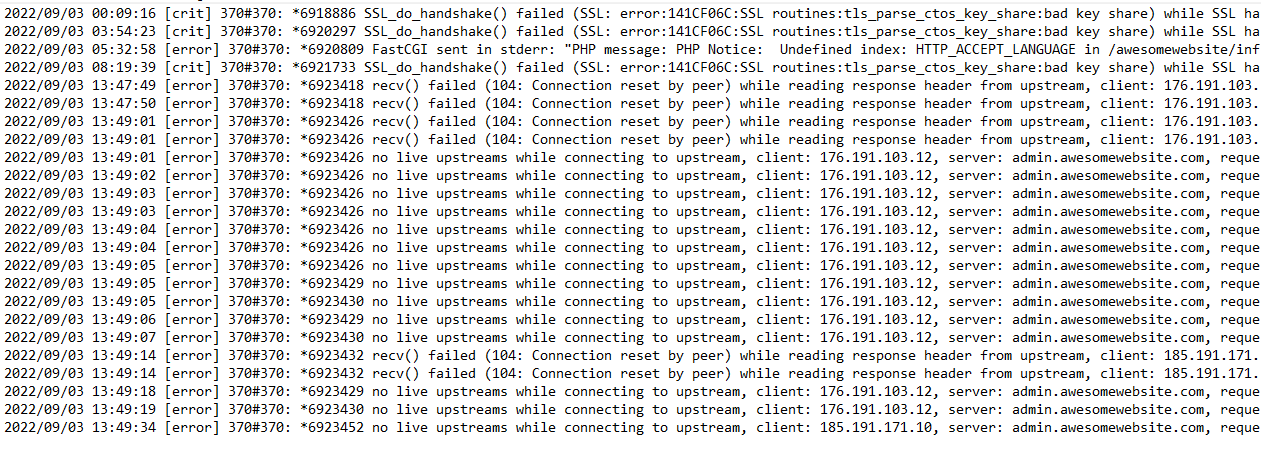 2022/09/03 00:09:16 [crit] 370#370: *6918886 SSL_do_handshake() failed (SSL: error:141CF06C:SSL routines:tls_parse_ctos_key_share:bad key share) while SSL ha
2022/09/03 03:54:23 [crit] 370#370: *6920297 SSL_do_handshake() failed (SSL: error:141CF06C:SSL routines:tls_parse_ctos_key_share:bad key share) while SSL ha
2022/09/03 05:32:58 [error] 370#370: *6920809 FastCGI sent in stderr: "PHP message: PHP Notice:  Undefined index: HTTP_ACCEPT_LANGUAGE in /awesomewebsite/inf
2022/09/03 08:19:39 [crit] 370#370: *6921733 SSL_do_handshake() failed (SSL: error:141CF06C:SSL routines:tls_parse_ctos_key_share:bad key share) while SSL ha
2022/09/03 13:47:49 [error] 370#370: *6923418 recv() failed (104: Connection reset by peer) while reading response header from upstream, client: 176.191.103.
2022/09/03 13:47:50 [error] 370#370: *6923418 recv() failed (104: Connection reset by peer) while reading response header from upstream, client: 176.191.103.
2022/09/03 13:49:01 [error] 370#370: *6923426 recv() failed (104: Connection reset by peer) while reading response header from upstream, client: 176.191.103.
2022/09/03 13:49:01 [error] 370#370: *6923426 recv() failed (104: Connection reset by peer) while reading response header from upstream, client: 176.191.103.
2022/09/03 13:49:01 [error] 370#370: *6923426 no live upstreams while connecting to upstream, client: 176.191.103.12, server: admin.awesomewebsite.com, reque
2022/09/03 13:49:02 [error] 370#370: *6923426 no live upstreams while connecting to upstream, client: 176.191.103.12, server: admin.awesomewebsite.com, reque
2022/09/03 13:49:03 [error] 370#370: *6923426 no live upstreams while connecting to upstream, client: 176.191.103.12, server: admin.awesomewebsite.com, reque
2022/09/03 13:49:03 [error] 370#370: *6923426 no live upstreams while connecting to upstream, client: 176.191.103.12, server: admin.awesomewebsite.com, reque
2022/09/03 13:49:04 [error] 370#370: *6923426 no live upstreams while connecting to upstream, client: 176.191.103.12, server: admin.awesomewebsite.com, reque
2022/09/03 13:49:04 [error] 370#370: *6923426 no live upstreams while connecting to upstream, client: 176.191.103.12, server: admin.awesomewebsite.com, reque
2022/09/03 13:49:05 [error] 370#370: *6923426 no live upstreams while connecting to upstream, client: 176.191.103.12, server: admin.awesomewebsite.com, reque
2022/09/03 13:49:05 [error] 370#370: *6923429 no live upstreams while connecting to upstream, client: 176.191.103.12, server: admin.awesomewebsite.com, reque
2022/09/03 13:49:05 [error] 370#370: *6923430 no live upstreams while connecting to upstream, client: 176.191.103.12, server: admin.awesomewebsite.com, reque
2022/09/03 13:49:06 [error] 370#370: *6923429 no live upstreams while connecting to upstream, client: 176.191.103.12, server: admin.awesomewebsite.com, reque
2022/09/03 13:49:07 [error] 370#370: *6923430 no live upstreams while connecting to upstream, client: 176.191.103.12, server: admin.awesomewebsite.com, reque
2022/09/03 13:49:14 [error] 370#370: *6923432 recv() failed (104: Connection reset by peer) while reading response header from upstream, client: 185.191.171.
2022/09/03 13:49:14 [error] 370#370: *6923432 recv() failed (104: Connection reset by peer) while reading response header from upstream, client: 185.191.171.
2022/09/03 13:49:18 [error] 370#370: *6923429 no live upstreams while connecting to upstream, client: 176.191.103.12, server: admin.awesomewebsite.com, reque
2022/09/03 13:49:19 [error] 370#370: *6923430 no live upstreams while connecting to upstream, client: 176.191.103.12, server: admin.awesomewebsite.com, reque
2022/09/03 13:49:34 [error] 370#370: *6923452 no live upstreams while connecting to upstream, client: 185.191.171.10, server: admin.awesomewebsite.com, reque